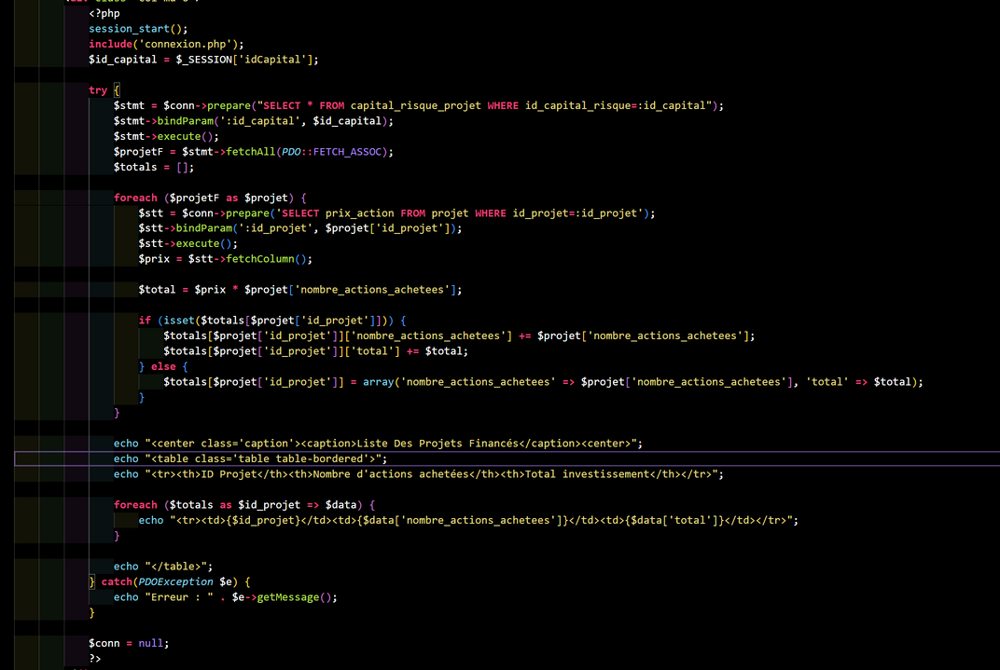 <?php
session_start();
include('connexion.php');
$id_capital = $_SESSION['idCapital'];
try {
$stmt = $conn->prepare("SELECT * FROM capital_risque_projet WHERE id_capital_risque=:id_capital");
$stmt->bindParam(':id_capital', $id_capital);
$stmt->execute();
$projetF = $stmt->fetchAll(PDO::FETCH_ASSOC);
$totals = [];
foreach ($projetF as $projet) {
$stt = $conn->prepare('SELECT prix_action FROM projet WHERE id_projet=:id_projet');
$stt->bindParam(':id_projet', $projet['id_projet']);
$stt->execute();
$prix = $stt->fetchColumn();
$total = $prix * $projet['nombre_actions_achetees'];
if (isset($totals[$projet['id_projet']])) {
$totals[$projet['id_projet']]['nombre_actions_achetees'] += $projet['nombre_actions_achetees'];
$totals[$projet['id_projet']]['total'] += $total;
} else {
$totals[$projet['id_projet']] = array('nombre_actions_achetees' => $projet['nombre_actions_achetees'], 'total' => $total);
}
}
echo "<center class='caption'><caption>Liste Des Projets Financés</caption><center>";
echo "<table class='table table-bordered'>";
echo "<tr><th>ID Projet</th><th>Nombre d'actions achetées</th><th>Total investissement</th></tr>";
foreach ($totals as $id_projet => $data) {
echo "<tr><td>{$id_projet}</td><td>{$data['nombre_actions_achetees']}</td><td>{$data['total']}</td></tr>";
}
echo "</table>";
} catch(PDOException $e) {
echo "Erreur : " . $e->getMessage();
}
$conn = null;
?>